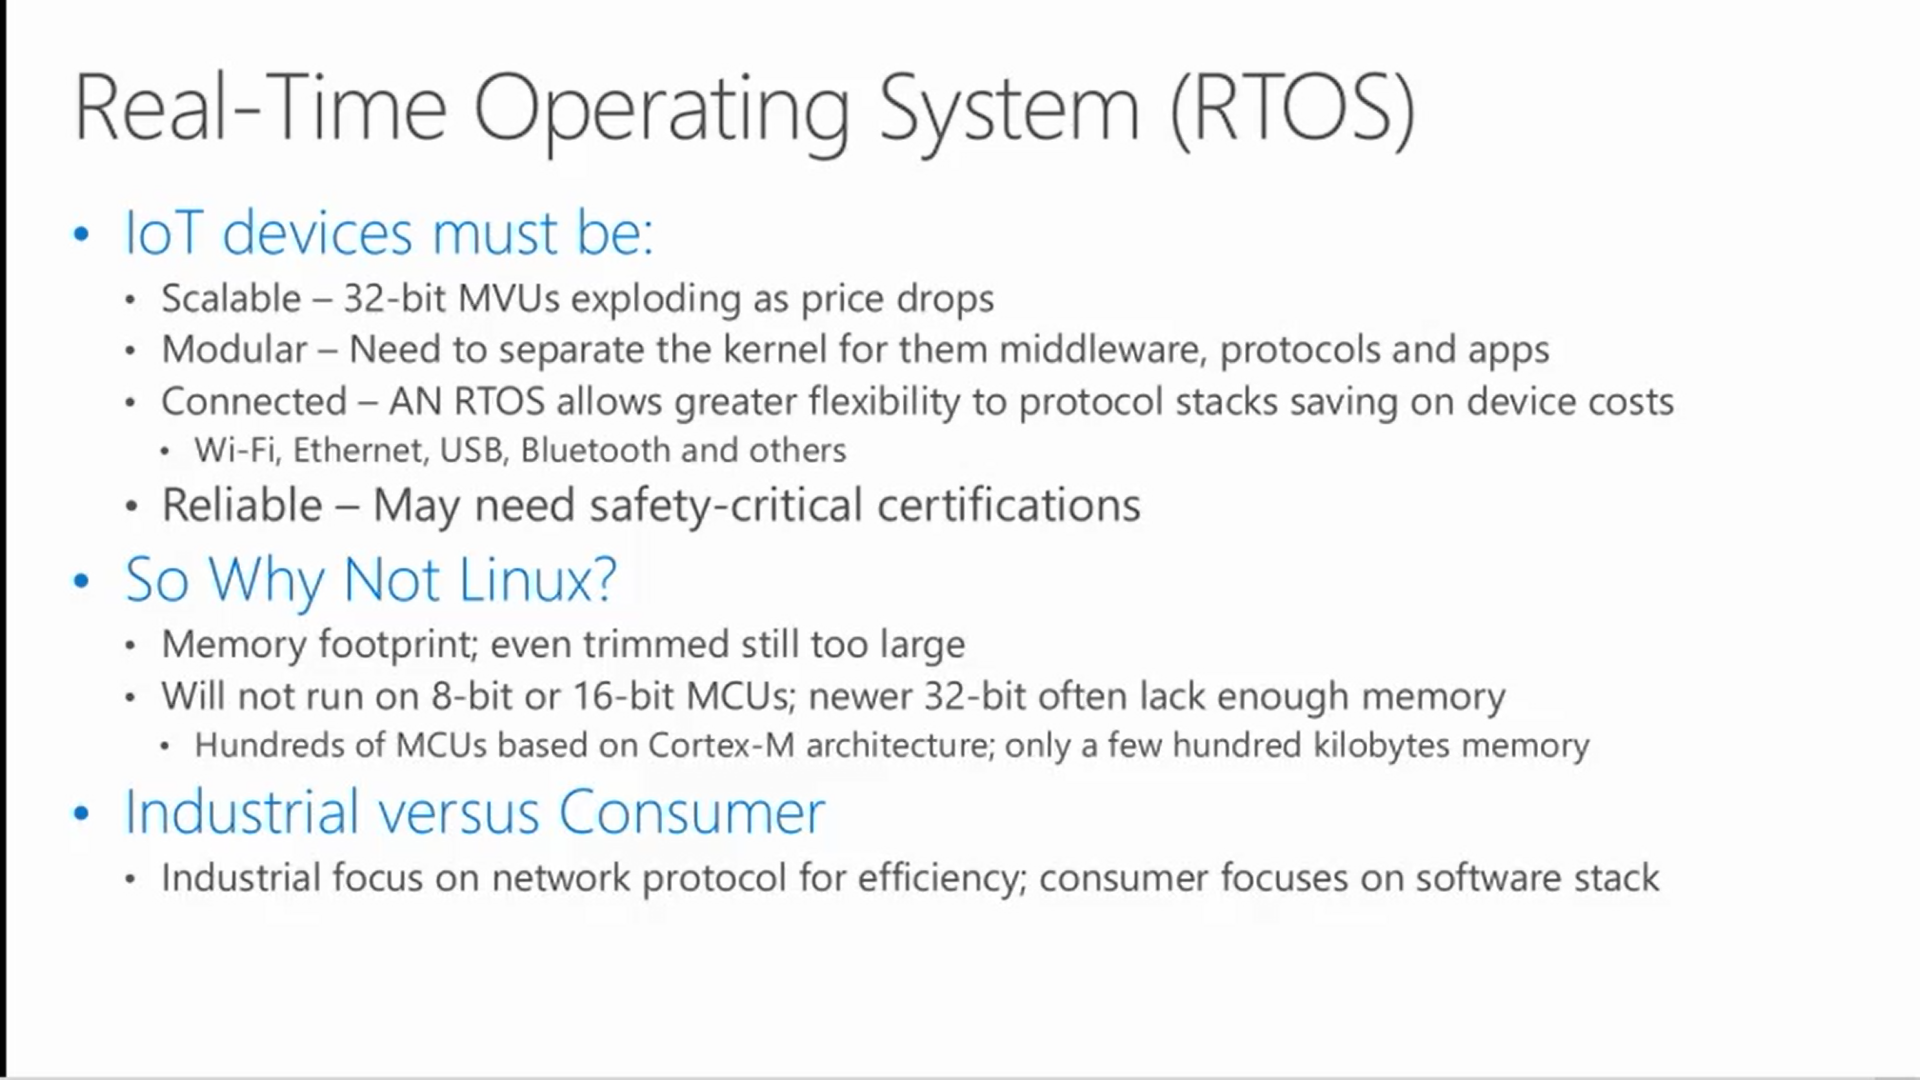 Real-Time Operating System (RTOS)
• IoT devices must be:
• Scalable – 32-bit MVUs exploding as price drops
• Modular – Need to separate the kernel for them middleware, protocols and apps
• Connected – AN RTOS allows greater flexibility to protocol stacks saving on device costs
• Wi-Fi, Ethernet, USB, Bluetooth and others
• Reliable – May need safety-critical certifications
• So Why Not Linux?
• Memory footprint; even trimmed still too large
• Will not run on 8-bit or 16-bit MCUs; newer 32-bit often lack enough memory
• Hundreds of MCUs based on Cortex-M architecture; only a few hundred kilobytes memory
• Industrial versus Consumer
• Industrial focus on network protocol for efficiency; consumer focuses on software stack